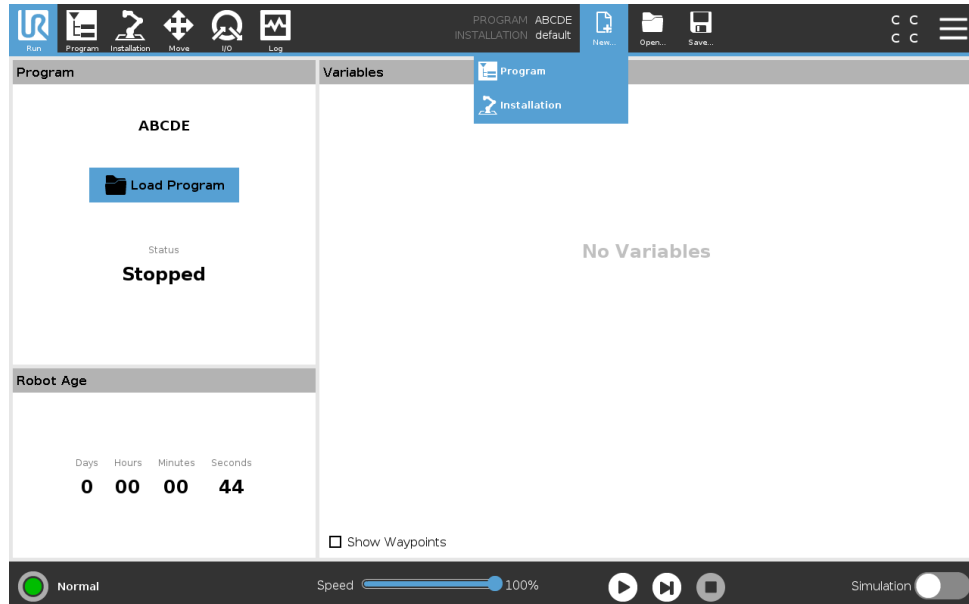 UR
PROGRAM ABCDE
INSTALLATION default
C C
C C
Run Program Installation Move I/O Log New... Open... Save...
Program
Installation
Program
Variables
ABCDE
Load Program
Status
Stopped
No Variables
Robot Age
Days Hours Minutes Seconds
0 00 00 44
Show Waypoints
Normal
Speed 100%
Simulation